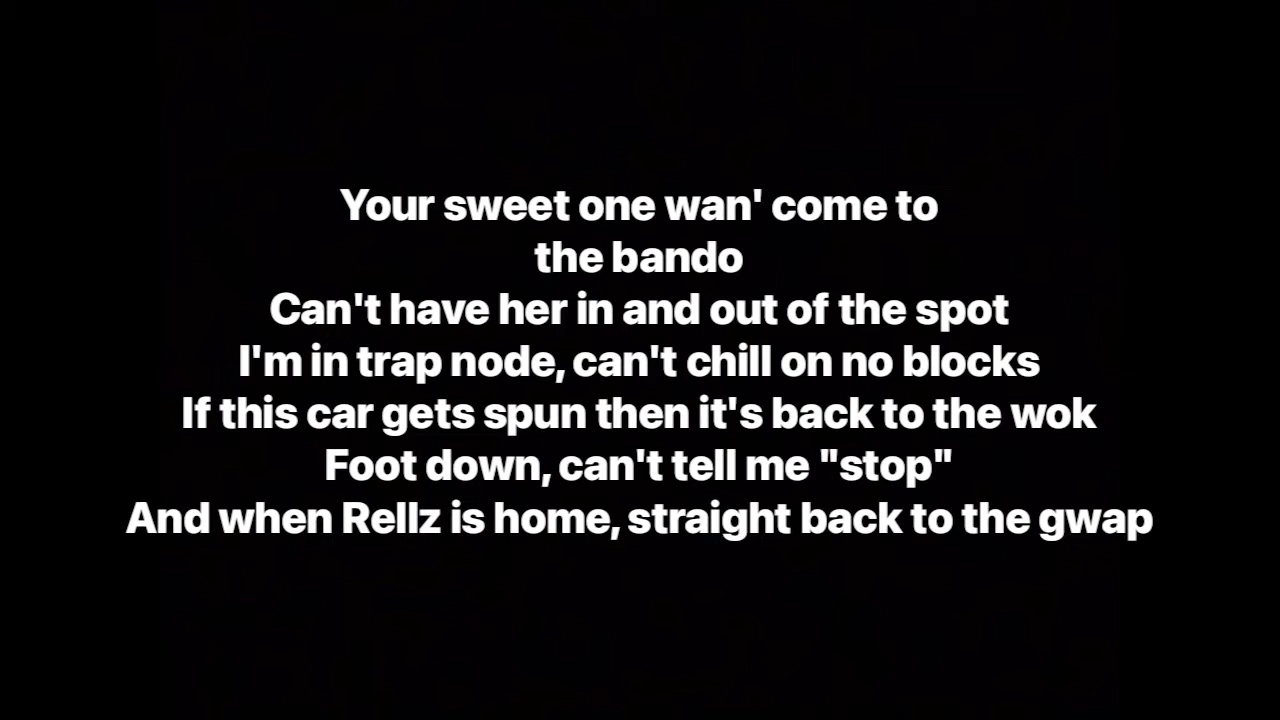 Your sweet one wan' come to
the bando
Can't have her in and out of the spot
I'm in trap node, can't chill on no blocks
If this car gets spun then it's back to the wok
Foot down, can't tell me "stop"
And when Rellz is home, straight back to the gwap